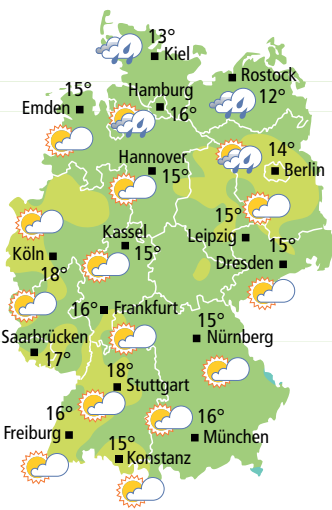 13°
Kiel
Rostock
12°
15°
Emden
Hamburg
16°
Hannover
15°
14°
Berlin
15°
Leipzig
Kassel
15°
15°
Dresden
Köln
18°
16° Frankfurt
15°
Nürnberg
Saarbrücken
17°
18°
Stuttgart
16°
Freiburg
16°
München
15°
Konstanz